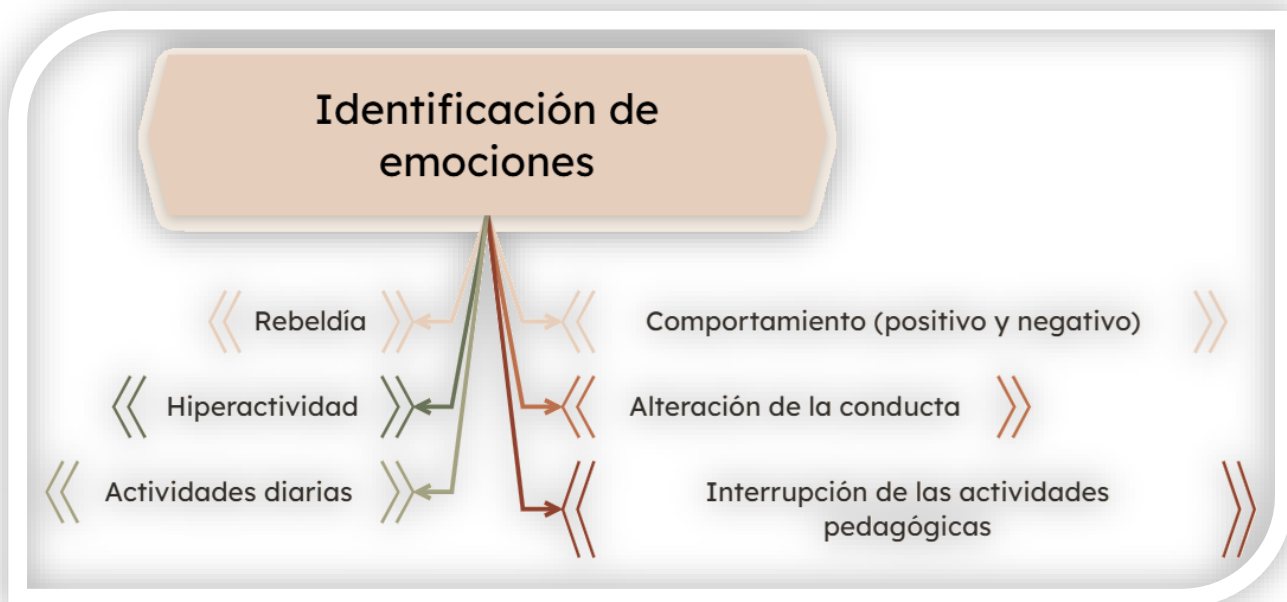 Identificación de
emociones
Rebeldía
Comportamiento (positivo y negativo)
Hiperactividad
Alteración de la conducta
Actividades diarias
Interrupción de las actividades
pedagógicas